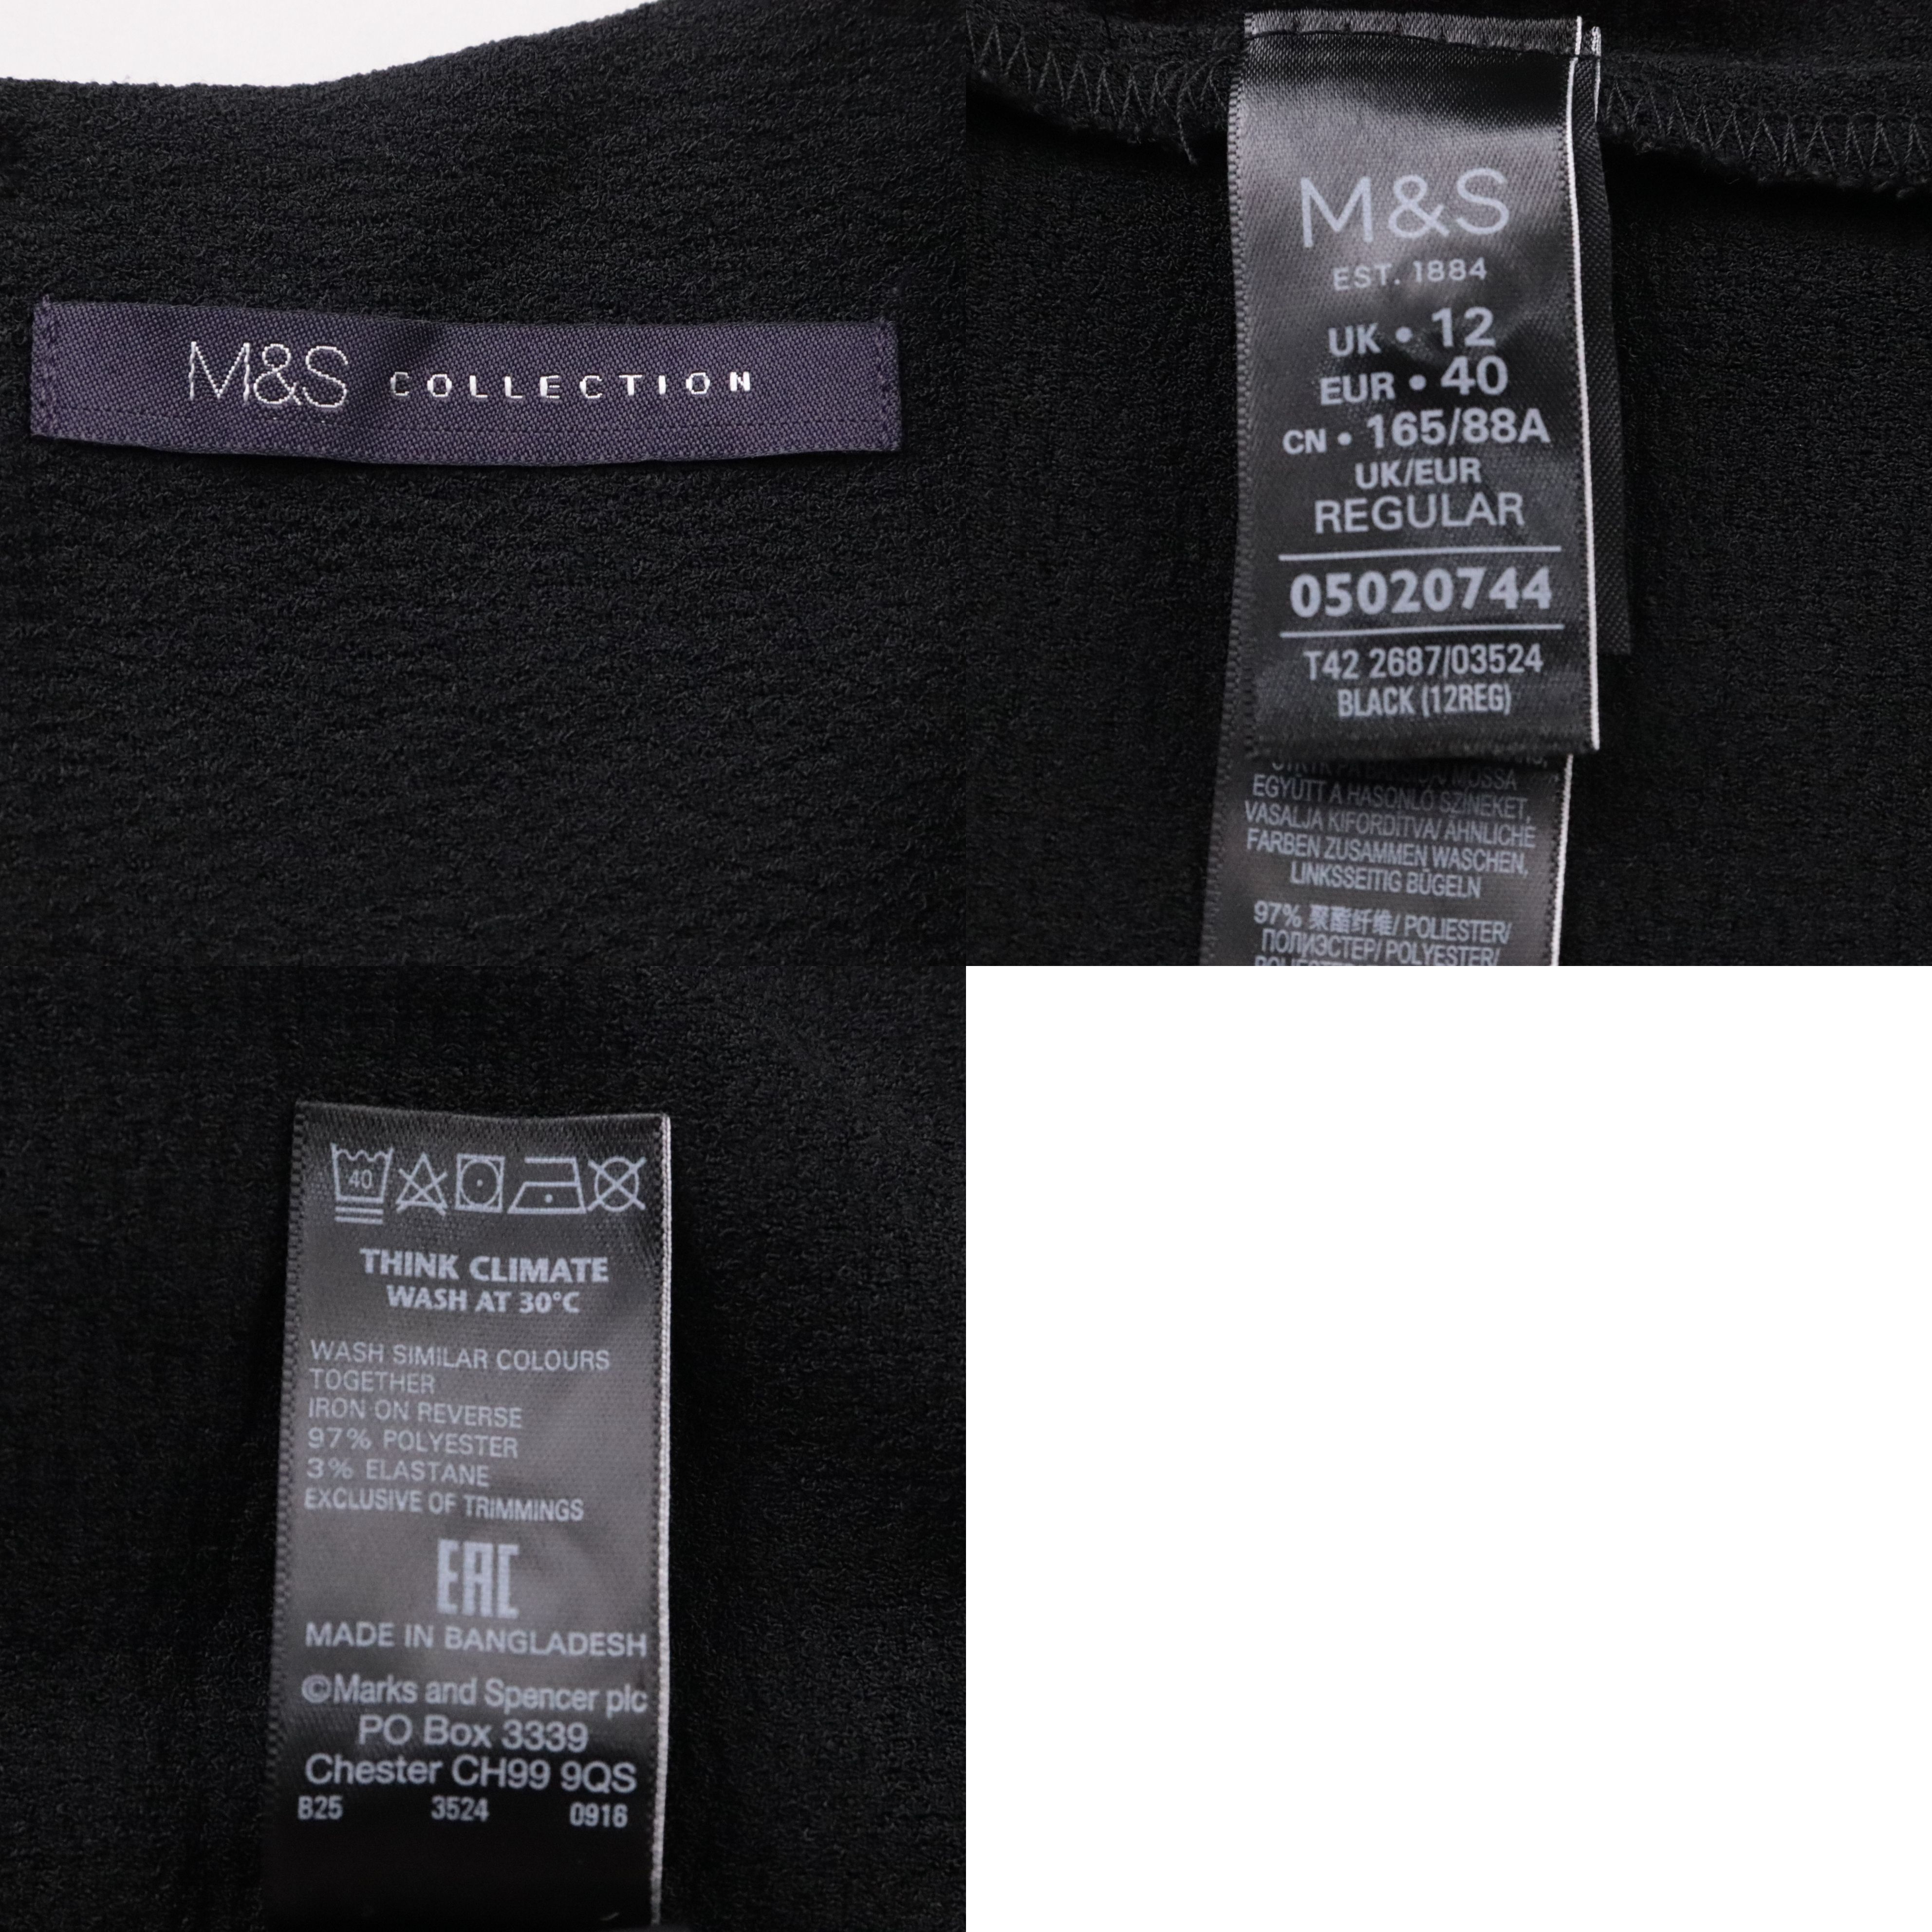 M&S COLLECTION
M&S
EST. 1884
UK • 12
EUR • 40
CN • 165/88A
UK/EUR
REGULAR
05020744
T42 2687/03524
BLACK (12REG)
MOSSA
EGYÜTT A HASONLÓ SZÍNEKET,
VASALJA KIFORDÍTVA/ ÄHNLICHE
FARBEN ZUSAMMEN WASCHEN,
LINKSSEITIG BÜGELN
97% 聚酯纤维/ POLIESTER/
ПОЛИЭСТЕР/ POLYESTER/
40
THINK CLIMATE
WASH AT 30°C
WASH SIMILAR COLOURS
TOGETHER
IRON ON REVERSE
97% POLYESTER
3% ELASTANE
EXCLUSIVE OF TRIMMINGS
EAC
MADE IN BANGLADESH
©Marks and Spencer plc
PO Box 3339
Chester CH99 9QS
B25 3524 0916